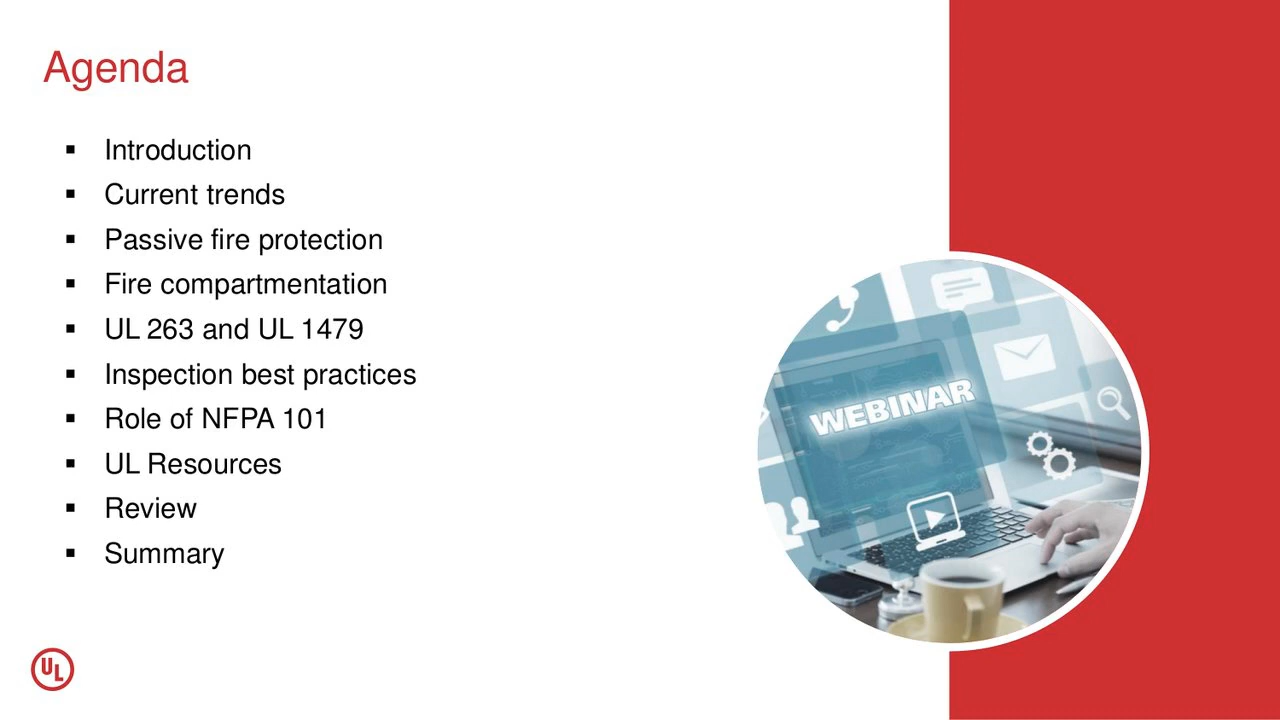 Agenda
▪ Introduction
▪ Current trends
▪ Passive fire protection
▪ Fire compartmentation
▪ UL 263 and UL 1479
▪ Inspection best practices
▪ Role of NFPA 101
▪ UL Resources
▪ Review
▪ Summary
WEBINAR
UL